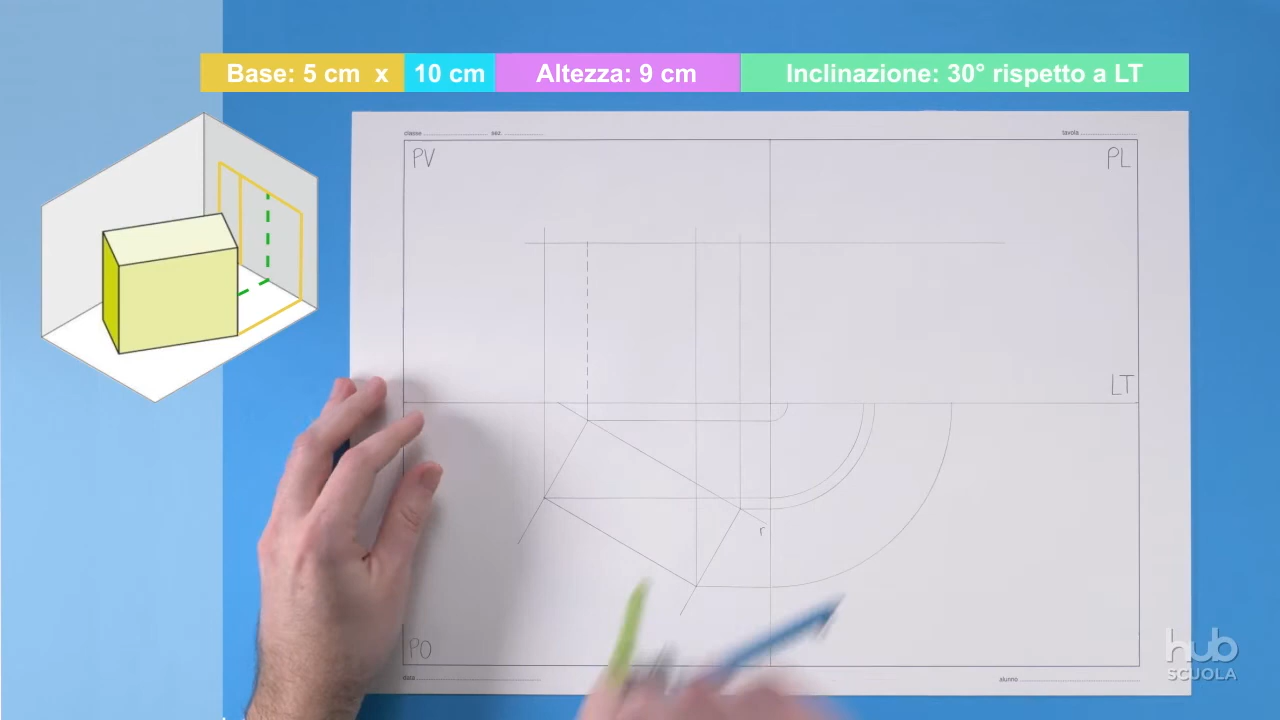 Base: 5 cm x 10 cm Altezza: 9 cm Inclinazione: 30° rispetto a LT
classe sez. tavola
PV PL
LT
r
PO
data alunno
hub
SCUOLA